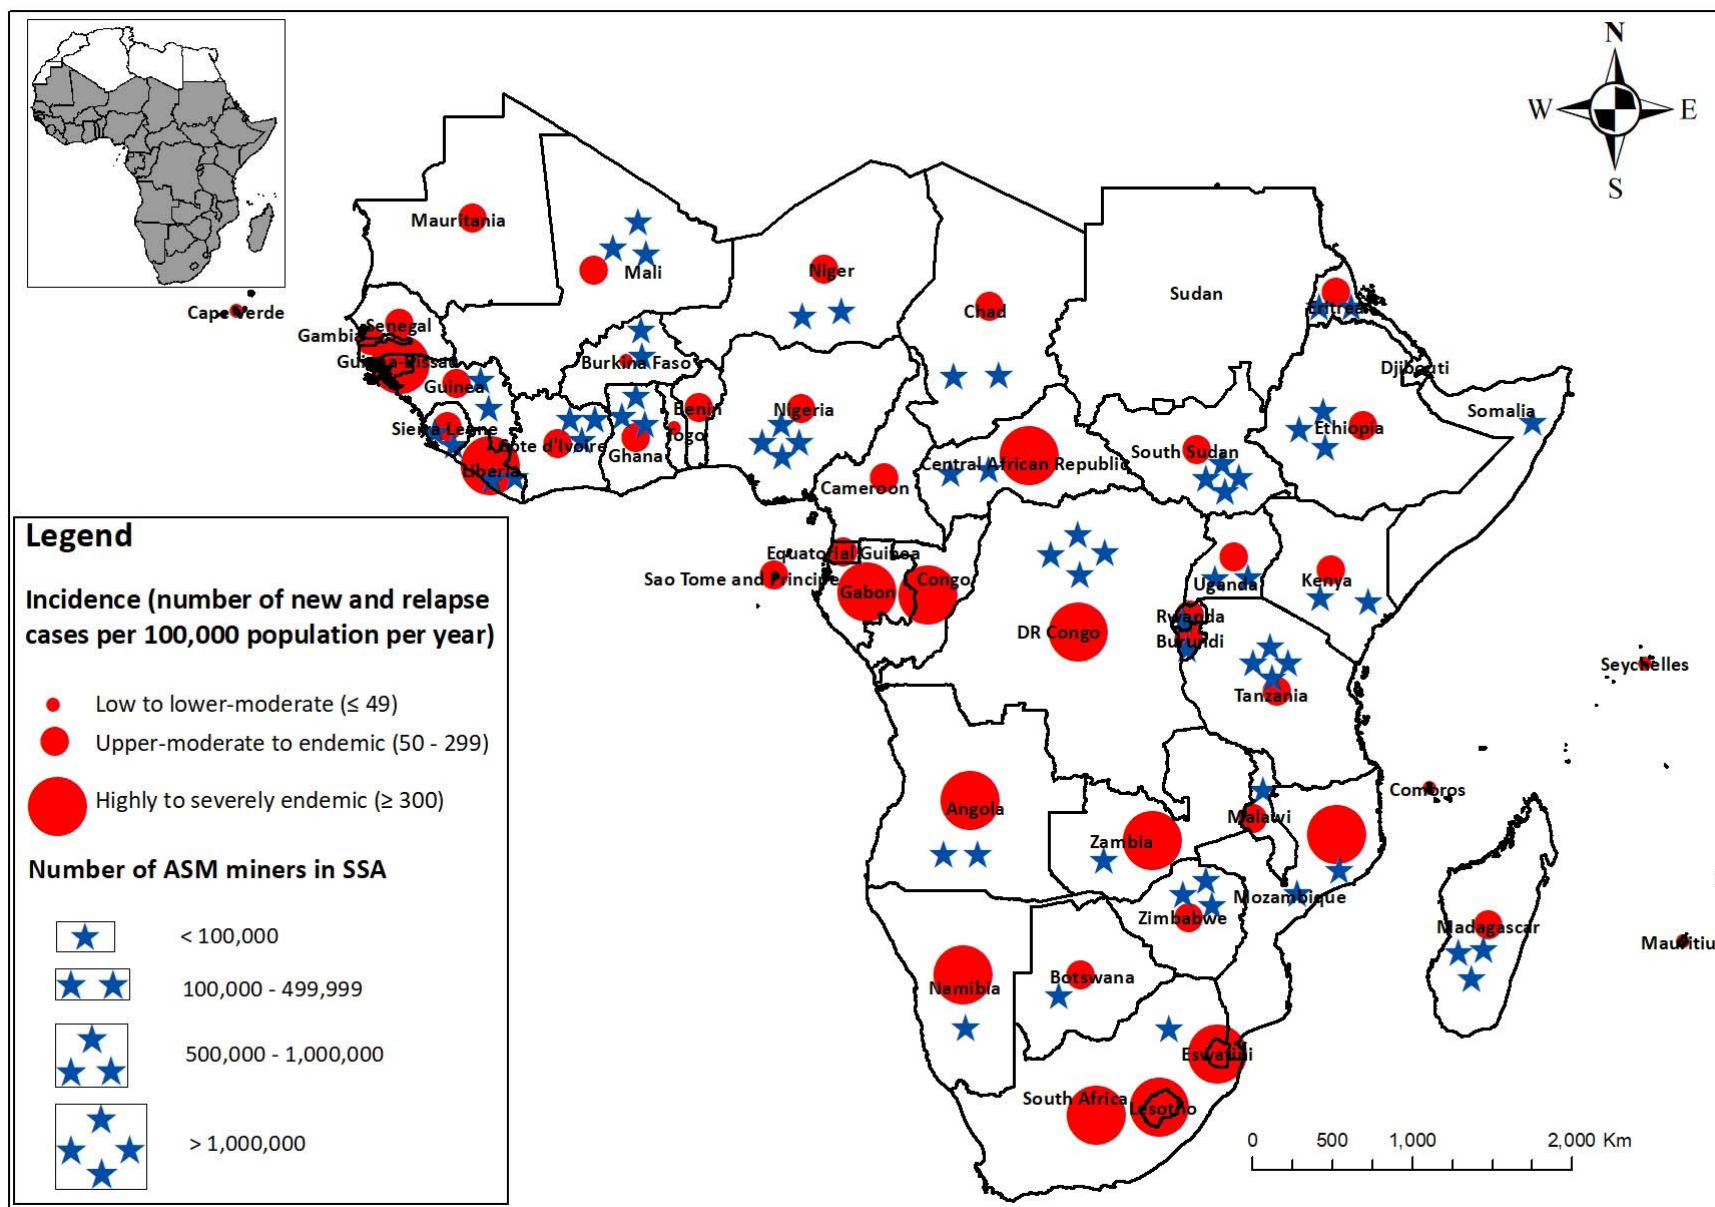 N
W E
S
Mauritania
Mali
Niger
Chad
Sudan
Eritrea
Cape Verde
Senegal
Gambia
Guinea-Bissau
Guinea
Burkina Faso
Djibouti
Benin
Nigeria
Somalia
Sierra Leone
Cote d'Ivoire
Ghana
Togo
Ethiopia
Liberia
Central African Republic
South Sudan
Cameroon
Equatorial Guinea
Sao Tome and Principe
Gabon
Congo
Uganda
Kenya
DR Congo
Rwanda
Burundi
Seychelles
Tanzania
Comoros
Angola
Malawi
Zambia
Mozambique
Zimbabwe
Madagascar
Mauritiu
Botswana
Namibia
Eswatini
South Africa
Lesotho
Legend
Incidence (number of new and relapse
cases per 100,000 population per year)
Low to lower-moderate (≤ 49)
Upper-moderate to endemic (50 - 299)
Highly to severely endemic (≥ 300)
Number of ASM miners in SSA
< 100,000
100,000 - 499,999
500,000 - 1,000,000
> 1,000,000
0 500 1,000 2,000 Km